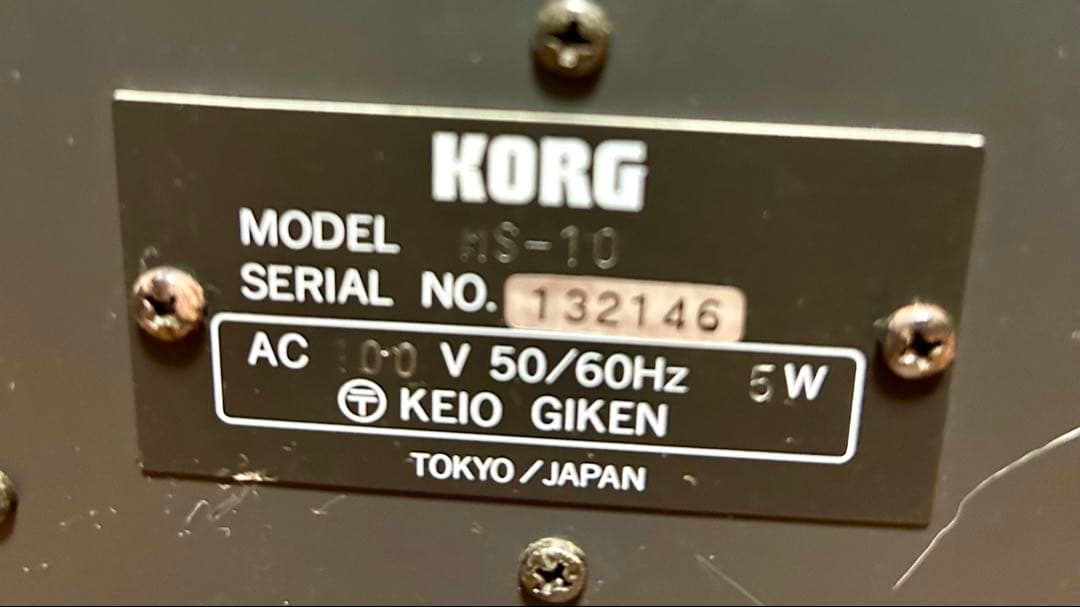 KORG
MODEL MS-10
SERIAL NO. 132146
AC 100 V 50/60Hz 5W
〶 KEIO GIKEN
TOKYO/JAPAN